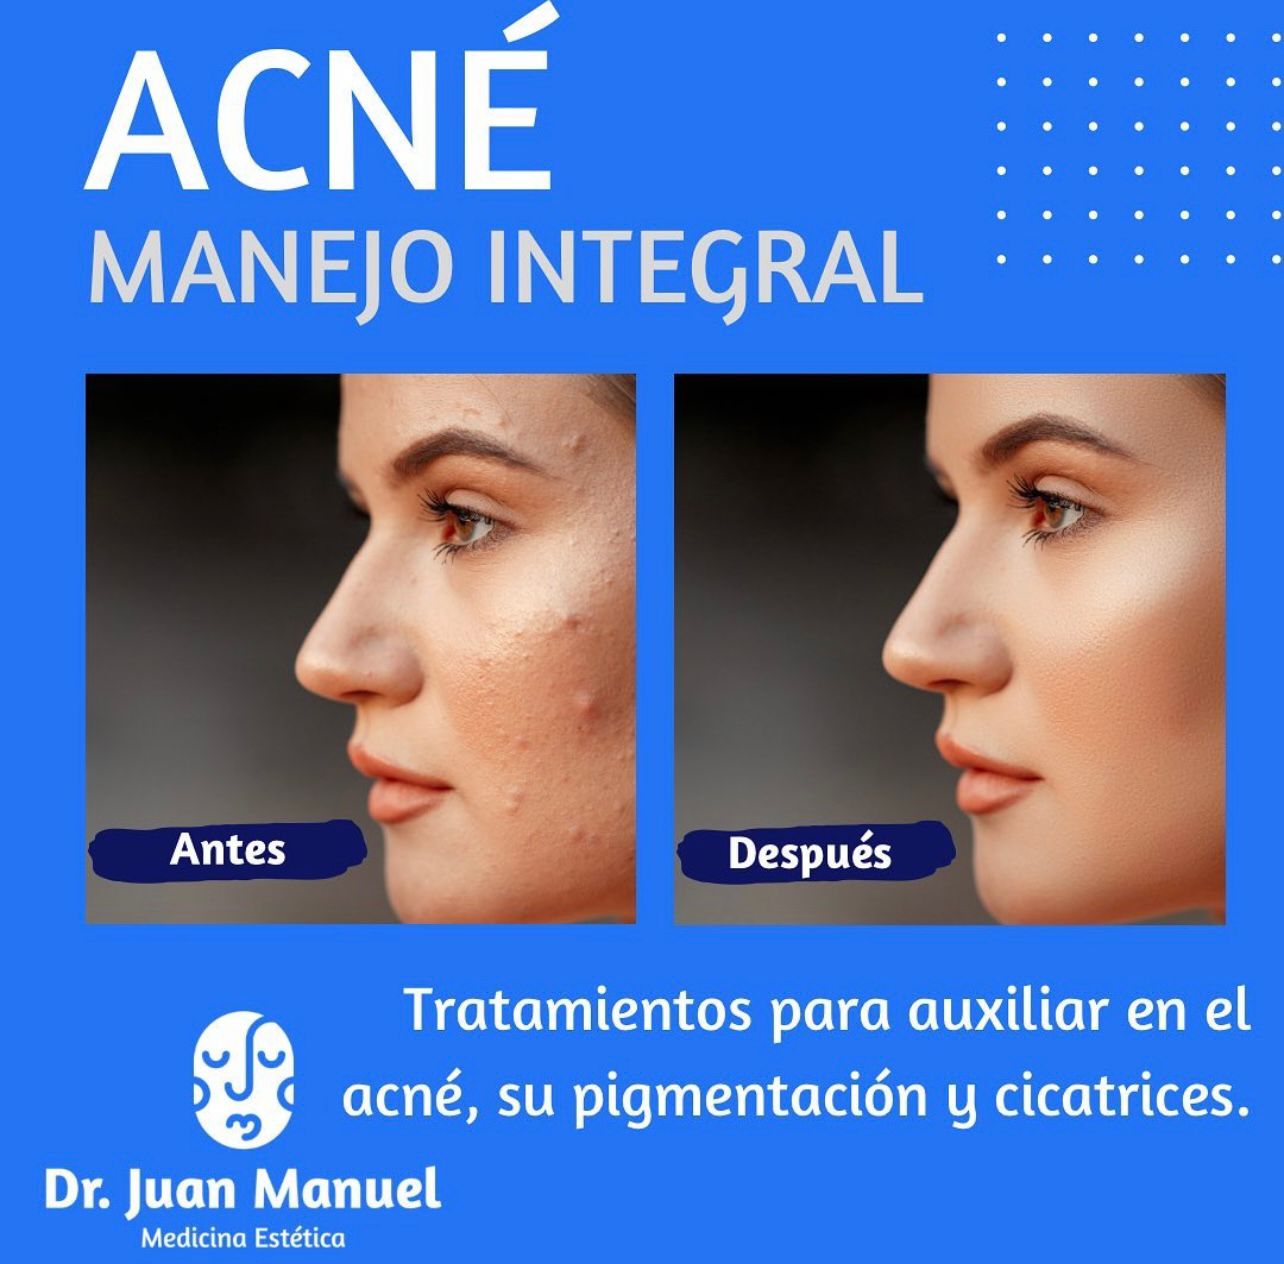 ACNÉ
MANEJO INTEGRAL
Antes
Después
Tratamientos para auxiliar en el
acné, su pigmentación y cicatrices.
Dr. Juan Manuel
Medicina Estética